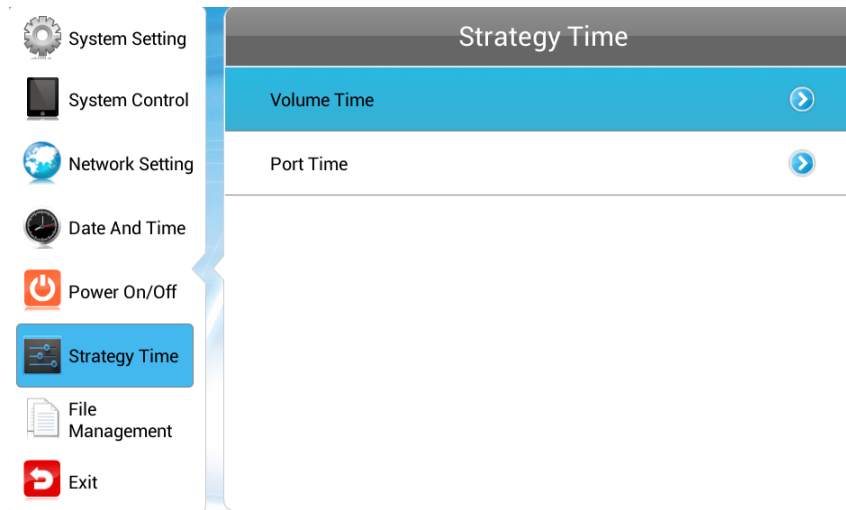 System Setting
System Control
Network Setting
Date And Time
Power On/Off
Strategy Time
File
Management
Exit
Strategy Time
Volume Time
Port Time